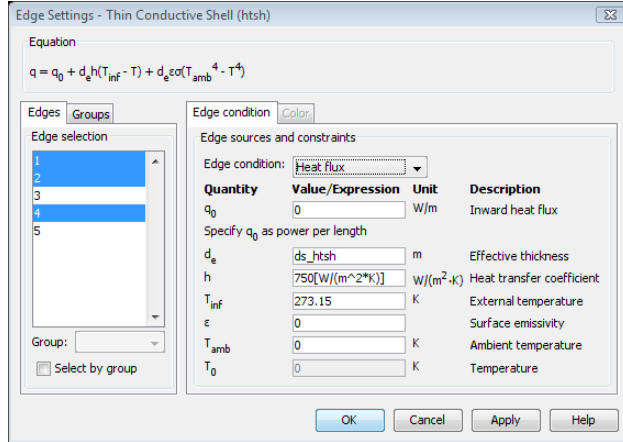 Edge Settings - Thin Conductive Shell (htsh)
Equation
q = q₀ + dₑh(T_inf - T) + dₑεσ(T_amb⁴ - T⁴)
Edges Groups
Edge selection
1
2
3
4
5
Group:
Select by group
Edge condition Color
Edge sources and constraints
Edge condition: Heat flux
Quantity Value/Expression Unit Description
q₀ 0 W/m Inward heat flux
Specify q₀ as power per length
dₑ ds_htsh m Effective thickness
h 750[W/(m^2*K)] W/(m²·K) Heat transfer coefficient
T_inf 273.15 K External temperature
ε 0 Surface emissivity
T_amb 0 K Ambient temperature
T₀ 0 K Temperature
OK Cancel Apply Help